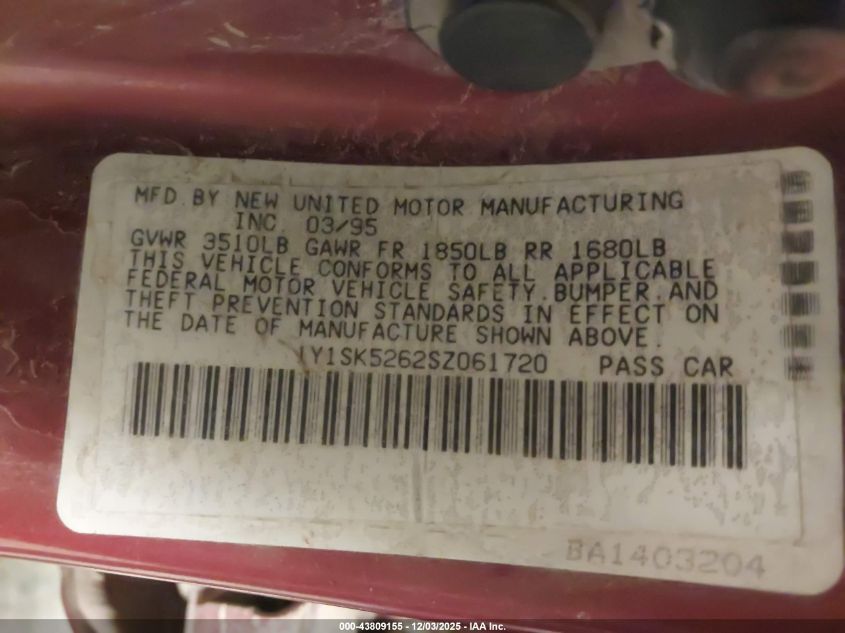 MFD BY NEW UNITED MOTOR MANUFACTURING
INC. 03/95
GVWR 3510LB GAWR FR 1850LB RR 1680LB
THIS VEHICLE CONFORMS TO ALL APPLICABLE
FEDERAL MOTOR VEHICLE SAFETY.BUMPER.AND
THEFT PREVENTION STANDARDS IN EFFECT ON
THE DATE OF MANUFACTURE SHOWN ABOVE.
1Y1SK5262SZ061720 PASS CAR
BA1403204
000-43809155 - 12/03/2025 - IAA Inc.